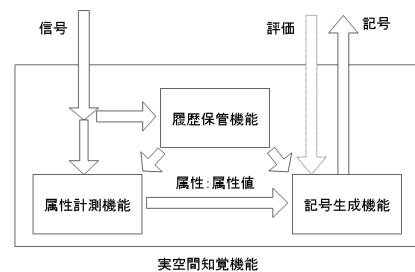 信号
評価
記号
履歴保管機能
属性：属性値
属性計測機能
記号生成機能
実空間知覚機能